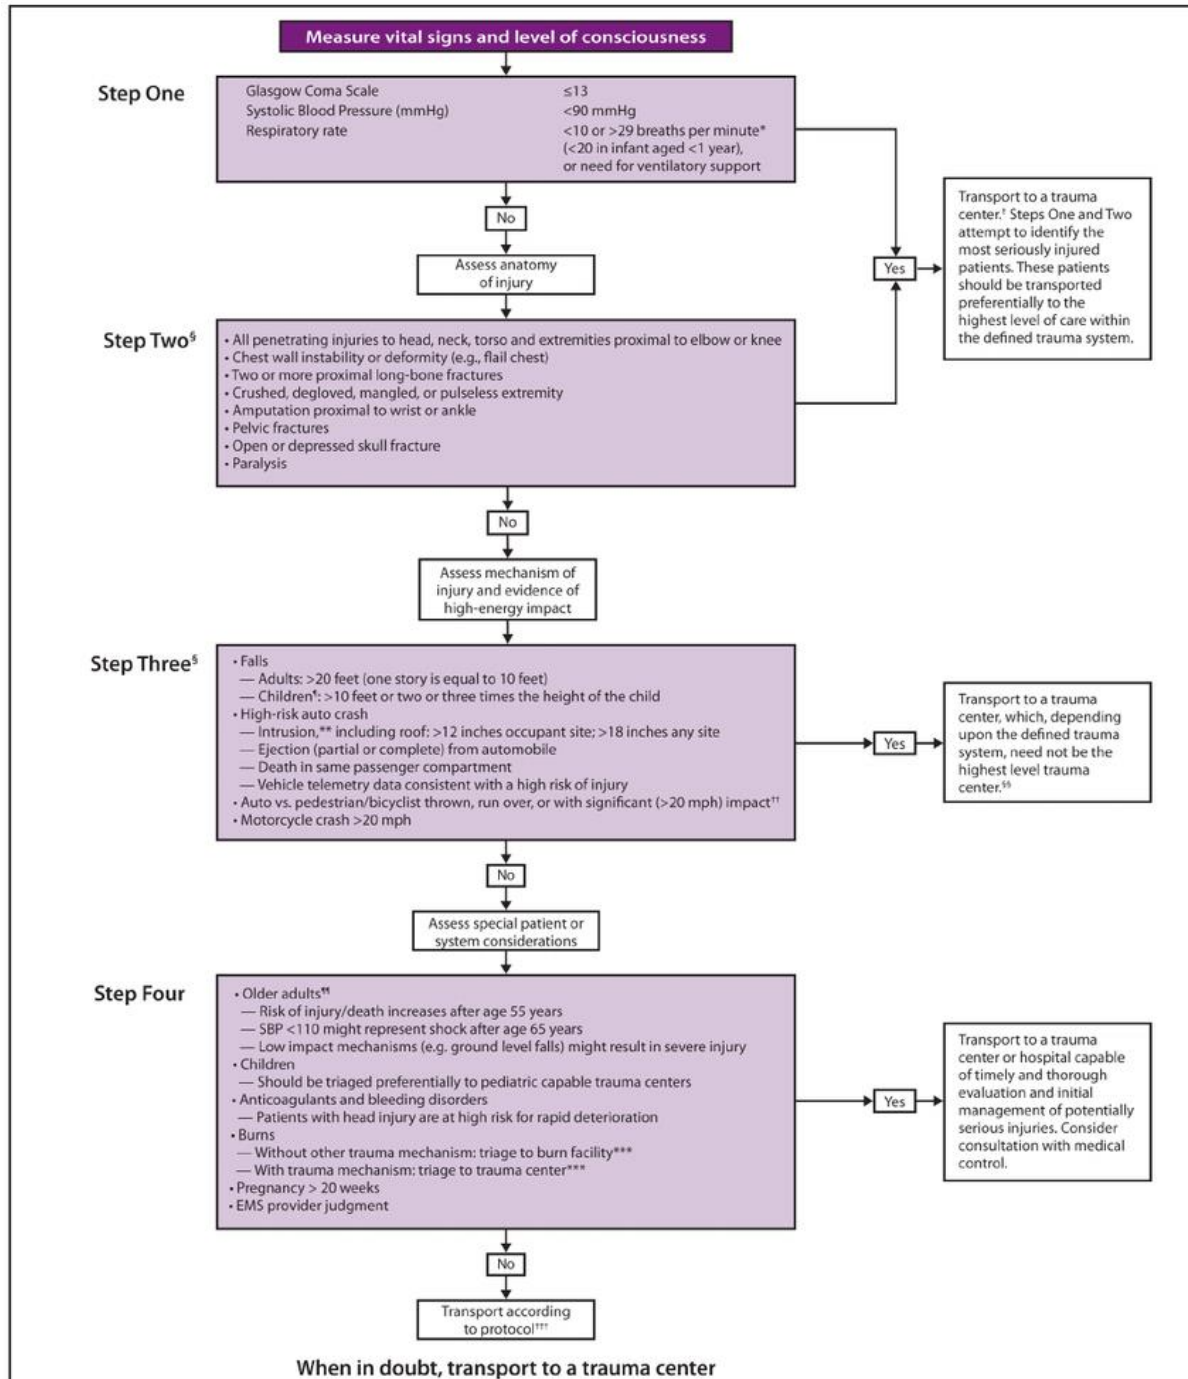 Measure vital signs and level of consciousness
Step One
Glasgow Coma Scale ≤13
Systolic Blood Pressure (mmHg) <90 mmHg
Respiratory rate <10 or >29 breaths per minute*
(<20 in infant aged <1 year),
or need for ventilatory support
No
Yes
Transport to a trauma
center.† Steps One and Two
attempt to identify the
most seriously injured
patients. These patients
should be transported
preferentially to the
highest level of care within
the defined trauma system.
Assess anatomy
of injury
Step Two§
• All penetrating injuries to head, neck, torso and extremities proximal to elbow or knee
• Chest wall instability or deformity (e.g., flail chest)
• Two or more proximal long-bone fractures
• Crushed, degloved, mangled, or pulseless extremity
• Amputation proximal to wrist or ankle
• Pelvic fractures
• Open or depressed skull fracture
• Paralysis
No
Assess mechanism of
injury and evidence of
high-energy impact
Step Three§
• Falls
— Adults: >20 feet (one story is equal to 10 feet)
— Children¶: >10 feet or two or three times the height of the child
• High-risk auto crash
— Intrusion,** including roof: >12 inches occupant site; >18 inches any site
— Ejection (partial or complete) from automobile
— Death in same passenger compartment
— Vehicle telemetry data consistent with a high risk of injury
• Auto vs. pedestrian/bicyclist thrown, run over, or with significant (>20 mph) impact††
• Motorcycle crash >20 mph
Yes
Transport to a trauma
center, which, depending
upon the defined trauma
system, need not be the
highest level trauma
center.§§
No
Assess special patient or
system considerations
Step Four
• Older adults¶¶
— Risk of injury/death increases after age 55 years
— SBP <110 might represent shock after age 65 years
— Low impact mechanisms (e.g. ground level falls) might result in severe injury
• Children
— Should be triaged preferentially to pediatric capable trauma centers
• Anticoagulants and bleeding disorders
— Patients with head injury are at high risk for rapid deterioration
• Burns
— Without other trauma mechanism: triage to burn facility***
— With trauma mechanism: triage to trauma center***
• Pregnancy > 20 weeks
• EMS provider judgment
Yes
Transport to a trauma
center or hospital capable
of timely and thorough
evaluation and initial
management of potentially
serious injuries. Consider
consultation with medical
control.
No
Transport according
to protocol†††
When in doubt, transport to a trauma center